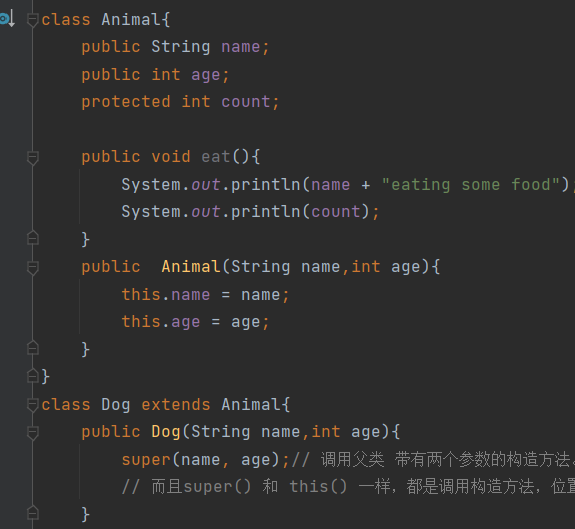 class Animal{
public String name;
public int age;
protected int count;
public void eat(){
System.out.println(name + "eating some food");
System.out.println(count);
}
public  Animal(String name,int age){
this.name = name;
this.age = age;
}
}
class Dog extends Animal{
public Dog(String name,int age){
super(name, age);// 调用父类 带有两个参数的构造方法。
// 而且super() 和 this() 一样，都是调用构造方法，位置
}